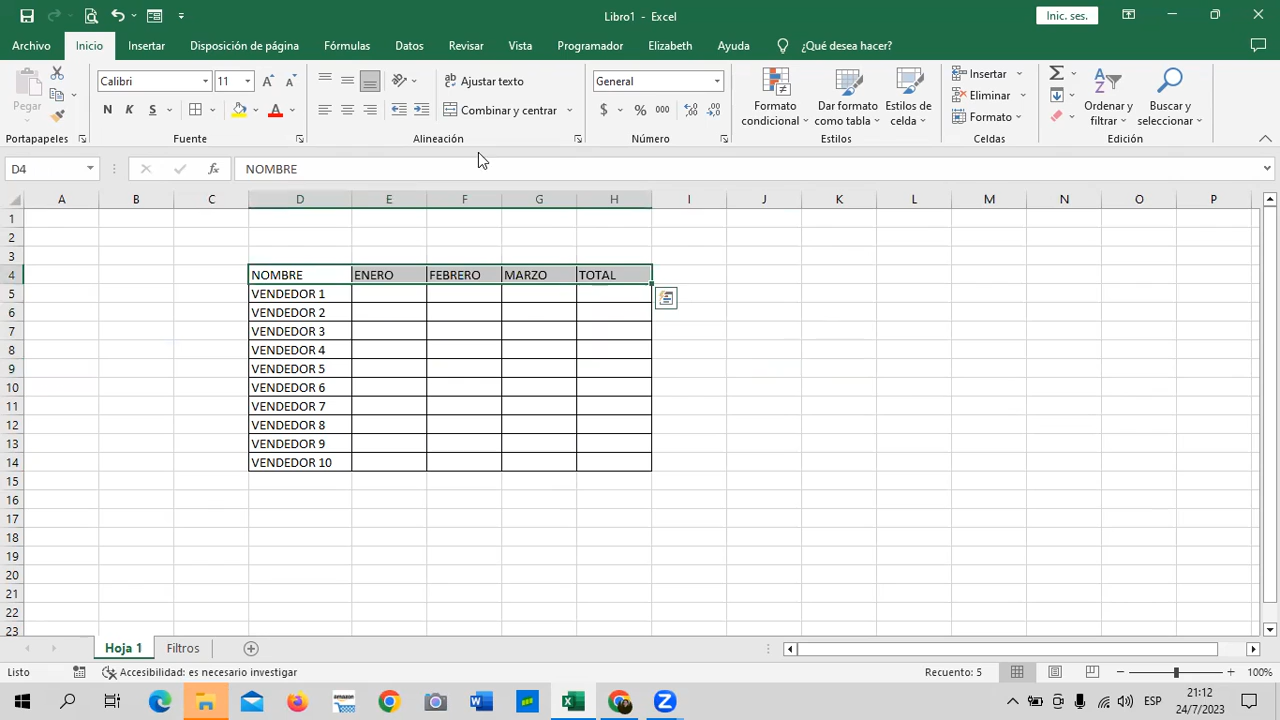 Libro1 - Excel
Inic. ses.
Archivo Inicio Insertar Disposición de página Fórmulas Datos Revisar Vista Programador Elizabeth Ayuda ¿Qué desea hacer?
Pegar
Calibri 11
N K S
A
Ajustar texto
Combinar y centrar
General
$ % 000
Formato condicional
Dar formato como tabla
Estilos de celda
Insertar
Eliminar
Formato
Ordenar y filtrar
Buscar y seleccionar
Portapapeles Fuente Alineación Número Estilos Celdas Edición
D4 fx NOMBRE
A B C D E F G H I J K L M N O P
1
2
3
4 NOMBRE ENERO FEBRERO MARZO TOTAL
5 VENDEDOR 1
6 VENDEDOR 2
7 VENDEDOR 3
8 VENDEDOR 4
9 VENDEDOR 5
10 VENDEDOR 6
11 VENDEDOR 7
12 VENDEDOR 8
13 VENDEDOR 9
14 VENDEDOR 10
15
16
17
18
19
20
21
22
23
Hoja 1 Filtros
Listo Accesibilidad: es necesario investigar Recuento: 5 100%
ESP 21:12
24/7/2023